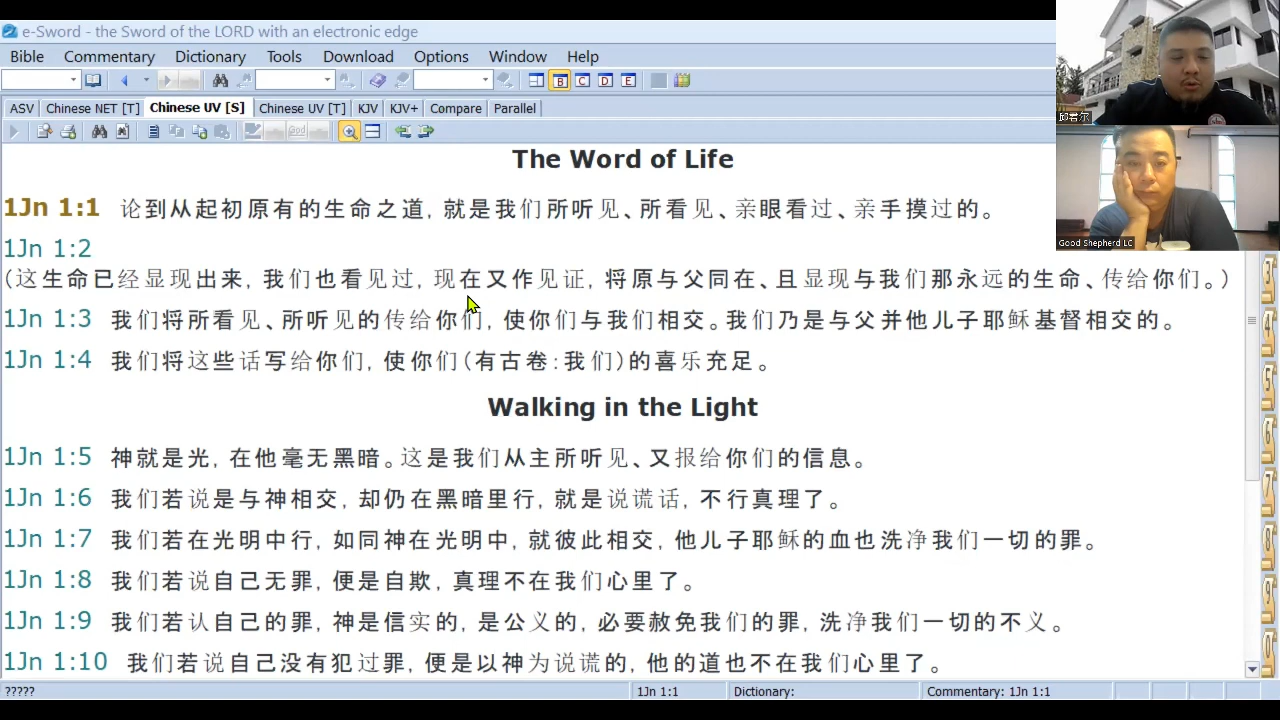 e-Sword - the Sword of the LORD with an electronic edge
Bible Commentary Dictionary Tools Download Options Window Help
B C D E
ASV Chinese NET [T] Chinese UV [S] Chinese UV [T] KJV KJV+ Compare Parallel
The Word of Life
1Jn 1:1 论到从起初原有的生命之道, 就是我们所听见、所看见、亲眼看过、亲手摸过的。
1Jn 1:2
(这生命已经显现出来, 我们也看见过, 现在又作见证, 将原与父同在、且显现与我们那永远的生命、传给你们。)
1Jn 1:3 我们将所看见、所听见的传给你们, 使你们与我们相交。我们乃是与父并他儿子耶稣基督相交的。
1Jn 1:4 我们将这些话写给你们, 使你们(有古卷:我们)的喜乐充足。
Walking in the Light
1Jn 1:5 神就是光, 在他毫无黑暗。这是我们从主所听见、又报给你们的信息。
1Jn 1:6 我们若说是与神相交, 却仍在黑暗里行, 就是说谎话, 不行真理了。
1Jn 1:7 我们若在光明中行, 如同神在光明中, 就彼此相交, 他儿子耶稣的血也洗净我们一切的罪。
1Jn 1:8 我们若说自己无罪, 便是自欺, 真理不在我们心里了。
1Jn 1:9 我们若认自己的罪, 神是信实的, 是公义的, 必要赦免我们的罪, 洗净我们一切的不义。
1Jn 1:10 我们若说自己没有犯过罪, 便是以神为说谎的, 他的道也不在我们心里了。
????? 1Jn 1:1 Dictionary: Commentary: 1Jn 1:1
邱君尔
Good Shepherd LC